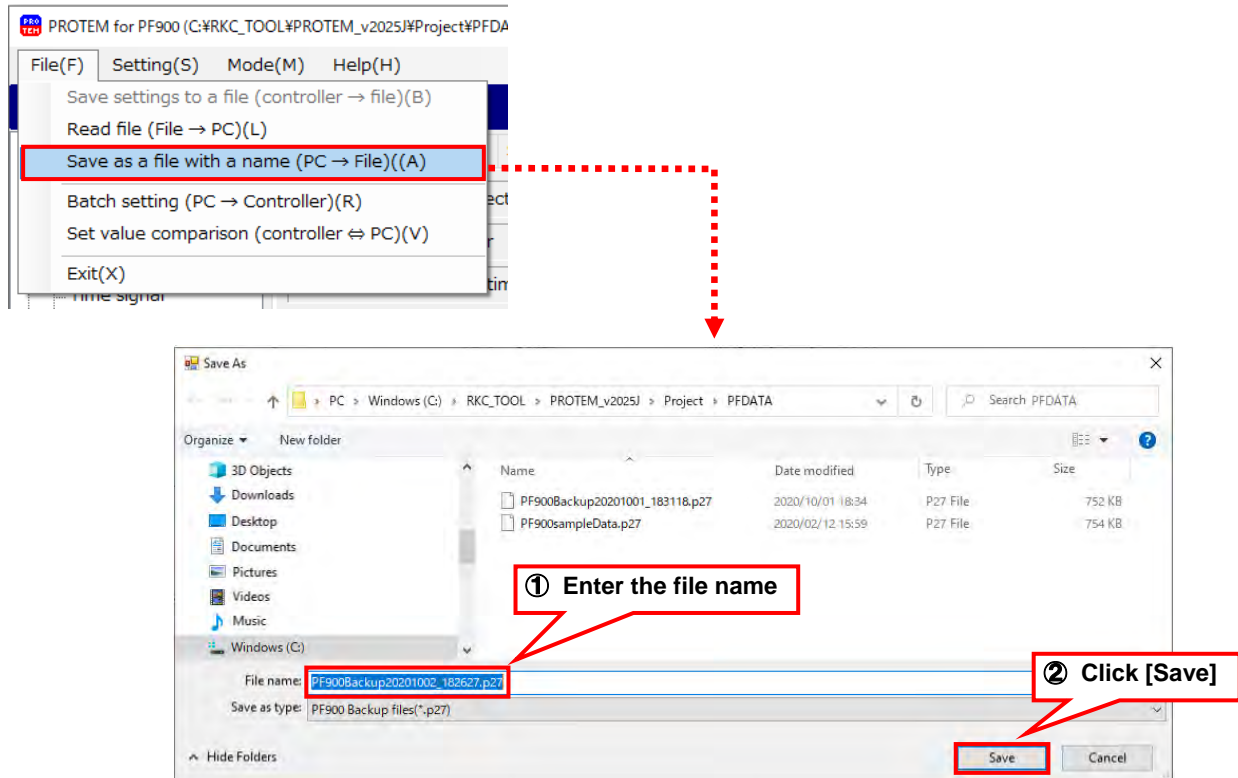 PRO TEM PROTEM for PF900 (C:¥RKC_TOOL¥PROTEM_v2025J¥Project¥PFDA
File(F) Setting(S) Mode(M) Help(H)
Save settings to a file (controller → file)(B)
Read file (File → PC)(L)
Save as a file with a name (PC → File)((A)
Batch setting (PC → Controller)(R)
Set value comparison (controller ⇔ PC)(V)
Exit(X)
Time signal
Save As
PC > Windows (C:) > RKC_TOOL > PROTEM_v2025J > Project > PFDATA
Search PFDATA
Organize New folder
Name Date modified Type Size
3D Objects
Downloads
Desktop
Documents
Pictures
Videos
Music
Windows (C:)
PF900Backup20201001_183118.p27 2020/10/01 18:34 P27 File 752 KB
PF900sampleData.p27 2020/02/12 15:59 P27 File 754 KB
① Enter the file name
File name: PF900Backup20201002_182627.p27
② Click [Save]
Save as type: PF900 Backup files(*.p27)
Hide Folders Save Cancel